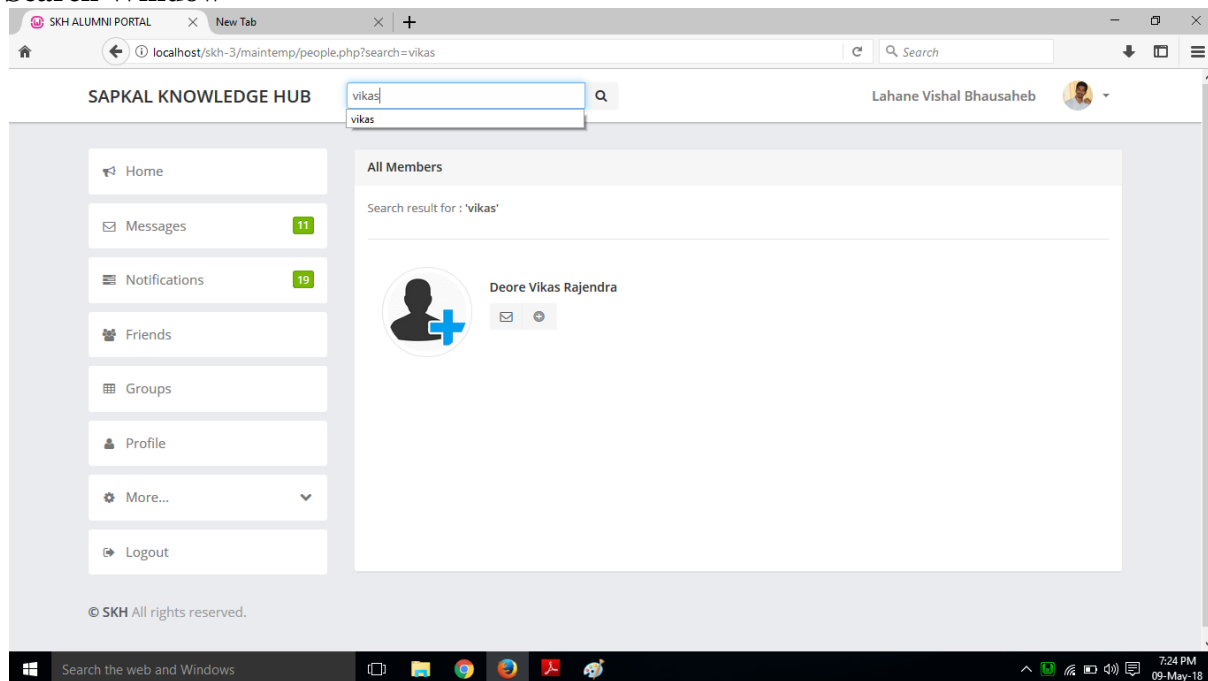 Search Window
SKH ALUMNI PORTAL
New Tab
localhost/skh-3/maintemp/people.php?search=vikas
Search
SAPKAL KNOWLEDGE HUB
vikas
Lahane Vishal Bhausaheb
vikas
Home
Messages 11
Notifications 19
Friends
Groups
Profile
More...
Logout
All Members
Search result for : 'vikas'
Deore Vikas Rajendra
© SKH All rights reserved.
Search the web and Windows
7:24 PM
09-May-18